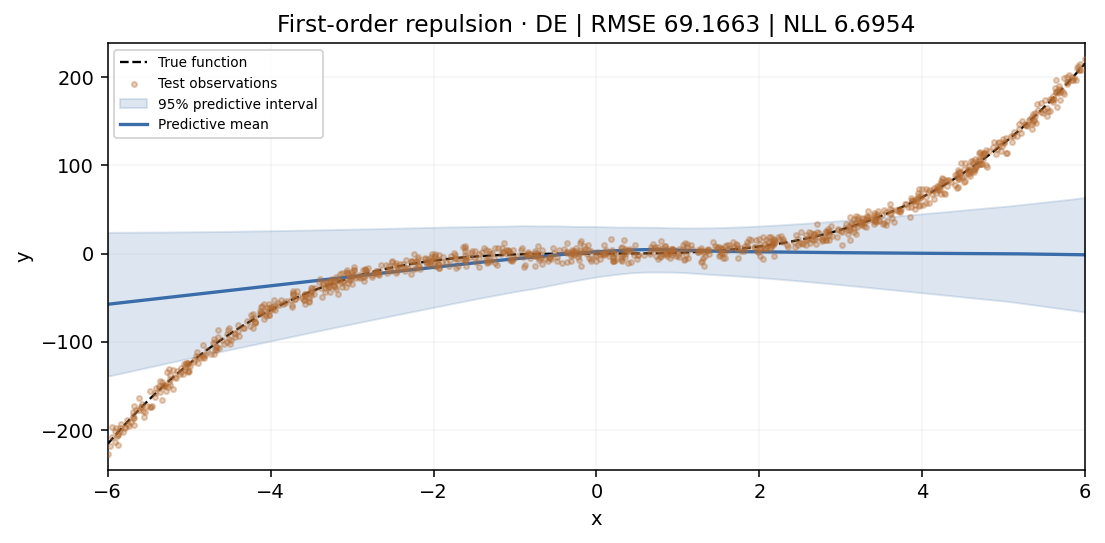 First-order repulsion · DE | RMSE 69.1663 | NLL 6.6954
True function
Test observations
95% predictive interval
Predictive mean
200
100
0
−100
−200
y
−6
−4
−2
0
2
4
6
x